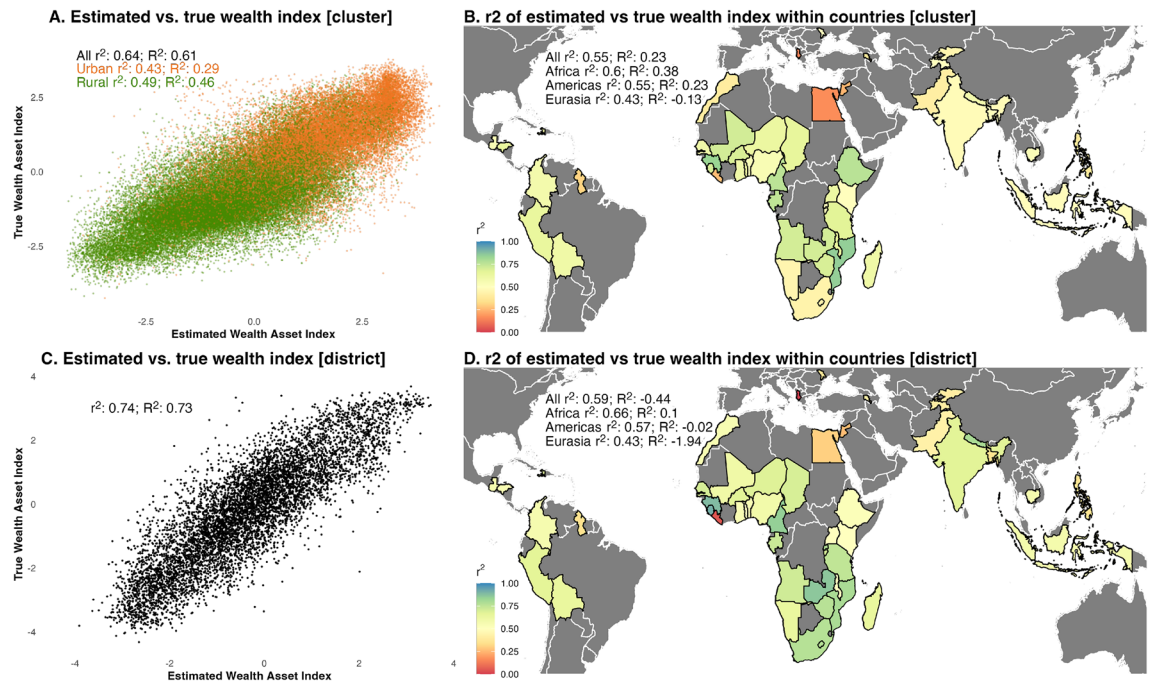 A. Estimated vs. true wealth index [cluster]
All r²: 0.64; R²: 0.61
Urban r²: 0.43; R²: 0.29
Rural r²: 0.49; R²: 0.46
True Wealth Asset Index
2.5
0.0
-2.5
-2.5
0.0
2.5
Estimated Wealth Asset Index
B. r2 of estimated vs true wealth index within countries [cluster]
All r²: 0.55; R²: 0.23
Africa r²: 0.6; R²: 0.38
Americas r²: 0.55; R²: 0.23
Eurasia r²: 0.43; R²: -0.13
r²
1.00
0.75
0.50
0.25
0.00
C. Estimated vs. true wealth index [district]
r²: 0.74; R²: 0.73
True Wealth Asset Index
4
2
0
-2
-4
-4
-2
0
2
4
Estimated Wealth Asset Index
D. r2 of estimated vs true wealth index within countries [district]
All r²: 0.59; R²: -0.44
Africa r²: 0.66; R²: 0.1
Americas r²: 0.57; R²: -0.02
Eurasia r²: 0.43; R²: -1.94
r²
1.00
0.75
0.50
0.25
0.00